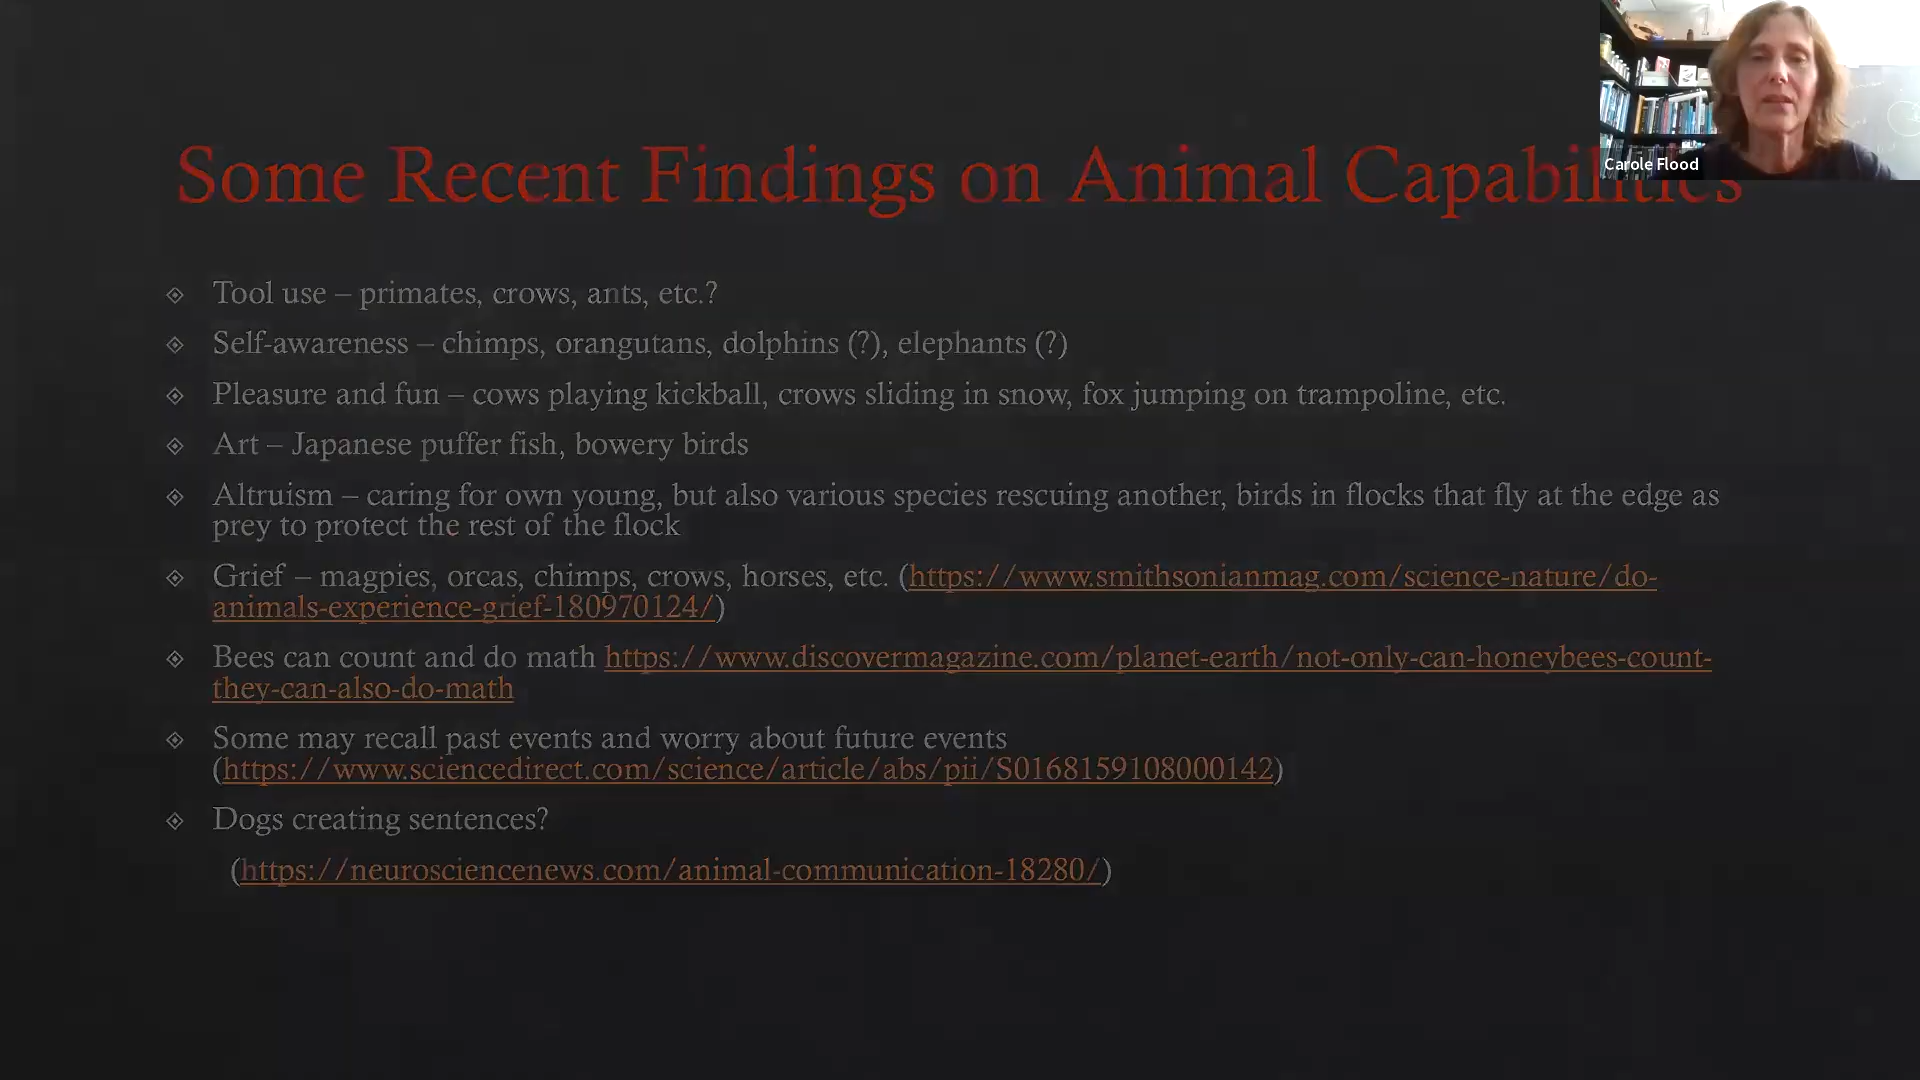 Some Recent Findings on Animal Capabilities
Carole Flood
Tool use – primates, crows, ants, etc.?
Self-awareness – chimps, orangutans, dolphins (?), elephants (?)
Pleasure and fun – cows playing kickball, crows sliding in snow, fox jumping on trampoline, etc.
Art – Japanese puffer fish, bowery birds
Altruism – caring for own young, but also various species rescuing another, birds in flocks that fly at the edge as
prey to protect the rest of the flock
Grief – magpies, orcas, chimps, crows, horses, etc. (https://www.smithsonianmag.com/science-nature/do-
animals-experience-grief-180970124/)
Bees can count and do math https://www.discovermagazine.com/planet-earth/not-only-can-honeybees-count-
they-can-also-do-math
Some may recall past events and worry about future events
(https://www.sciencedirect.com/science/article/abs/pii/S0168159108000142)
Dogs creating sentences?
(https://neurosciencenews.com/animal-communication-18280/)